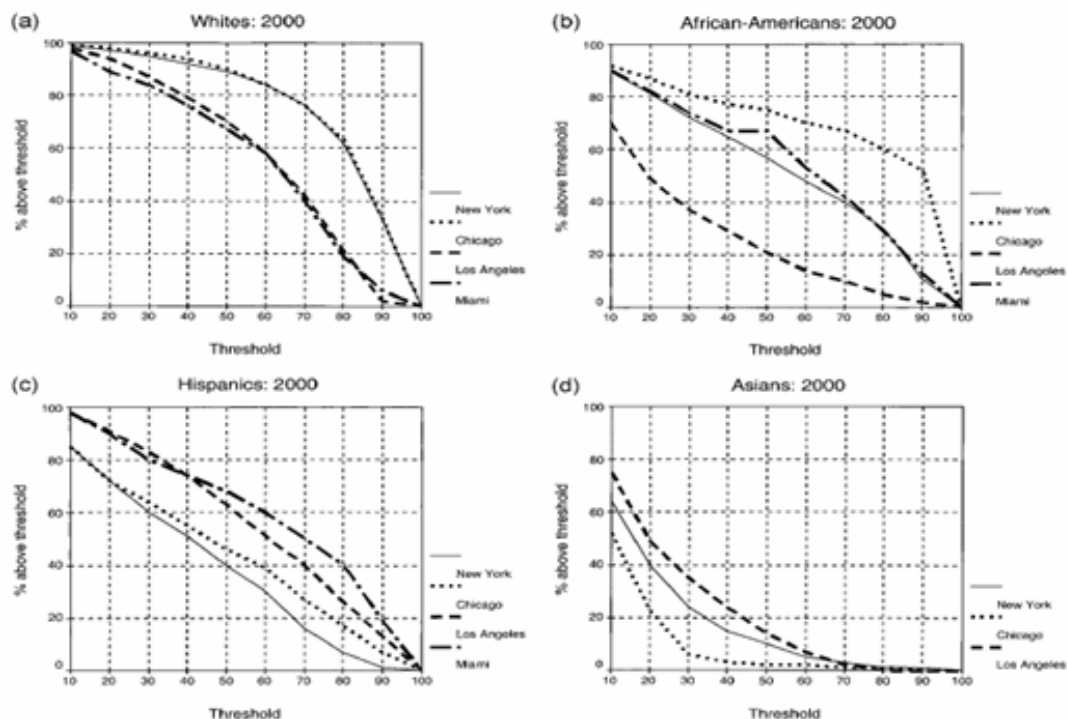 (a) Whites: 2000
100
80
60
40
20
0
% above threshold
10 20 30 40 50 60 70 80 90 100
Threshold
New York
Chicago
Los Angeles
Miami
(b) African-Americans: 2000
100
80
60
40
20
0
% above threshold
10 20 30 40 50 60 70 80 90 100
Threshold
New York
Chicago
Los Angeles
Miami
(c) Hispanics: 2000
100
80
60
40
20
0
% above threshold
10 20 30 40 50 60 70 80 90 100
Threshold
New York
Chicago
Los Angeles
Miami
(d) Asians: 2000
100
80
60
40
20
0
% above threshold
10 20 30 40 50 60 70 80 90 100
Threshold
New York
Chicago
Los Angeles